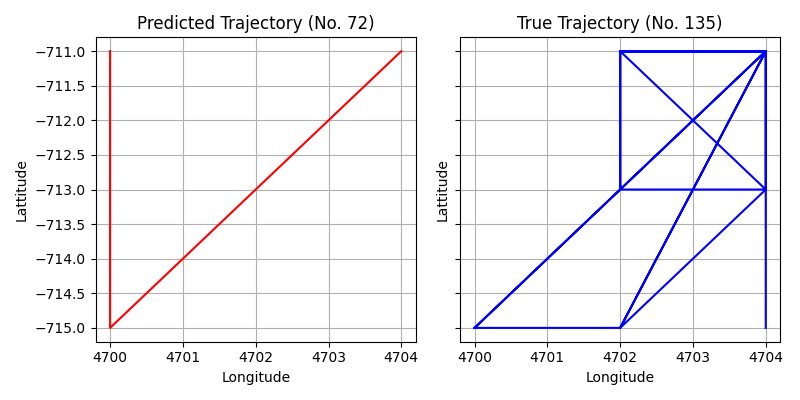 Predicted Trajectory (No. 72)
True Trajectory (No. 135)
Lattitude
−711.0
−711.5
−712.0
−712.5
−713.0
−713.5
−714.0
−714.5
−715.0
4700 4701 4702 4703 4704
Longitude
Lattitude
4700 4701 4702 4703 4704
Longitude